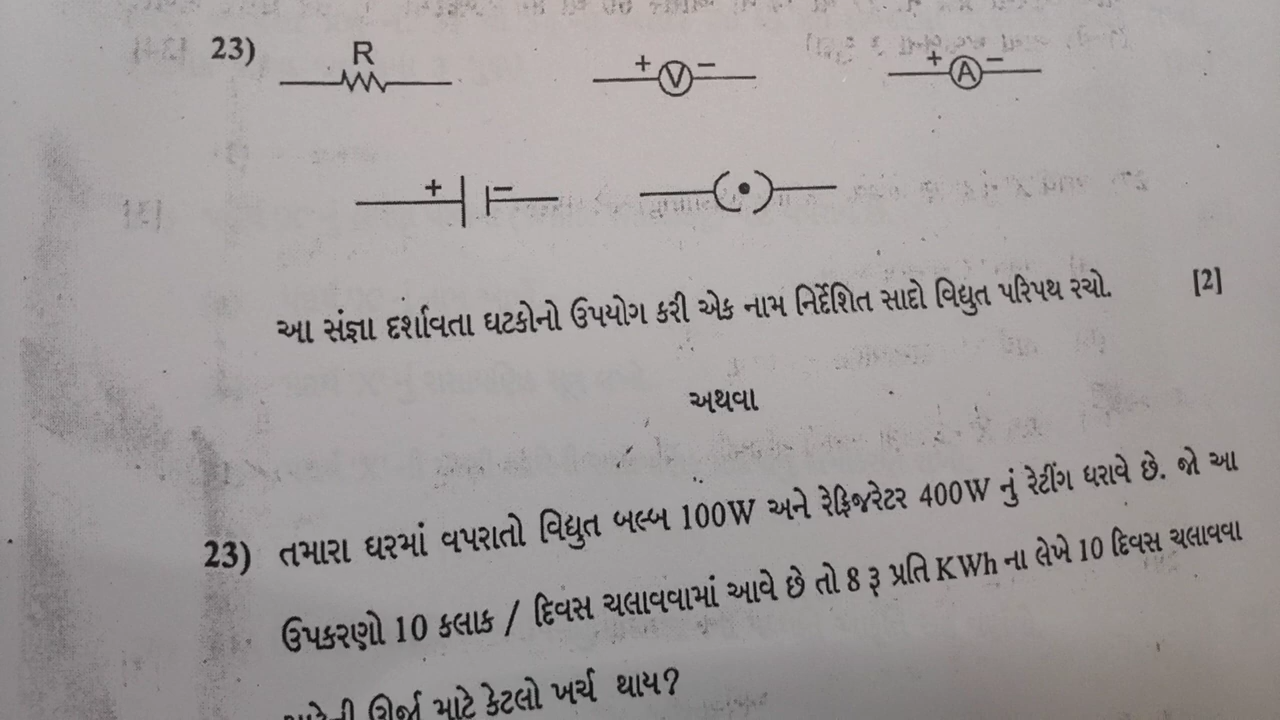 23)
R
+ V −
+ A −
+ −
આ સંજ્ઞા દર્શાવતા ઘટકોનો ઉપયોગ કરી એક નામ નિર્દેશિત સાદો વિદ્યુત પરિપથ રચો. [2]
અથવા
23) તમારા ઘરમાં વપરાતો વિદ્યુત બલ્બ 100W અને રેફ્રિજરેટર 400W નું રેટીંગ ધરાવે છે. જો આ
ઉપકરણો 10 કલાક / દિવસ ચલાવવામાં આવે છે તો 8 રૂ પ્રતિ KWh ના લેખે 10 દિવસ ચલાવવા
ઊર્જા માટે કેટલો ખર્ચ થાય?